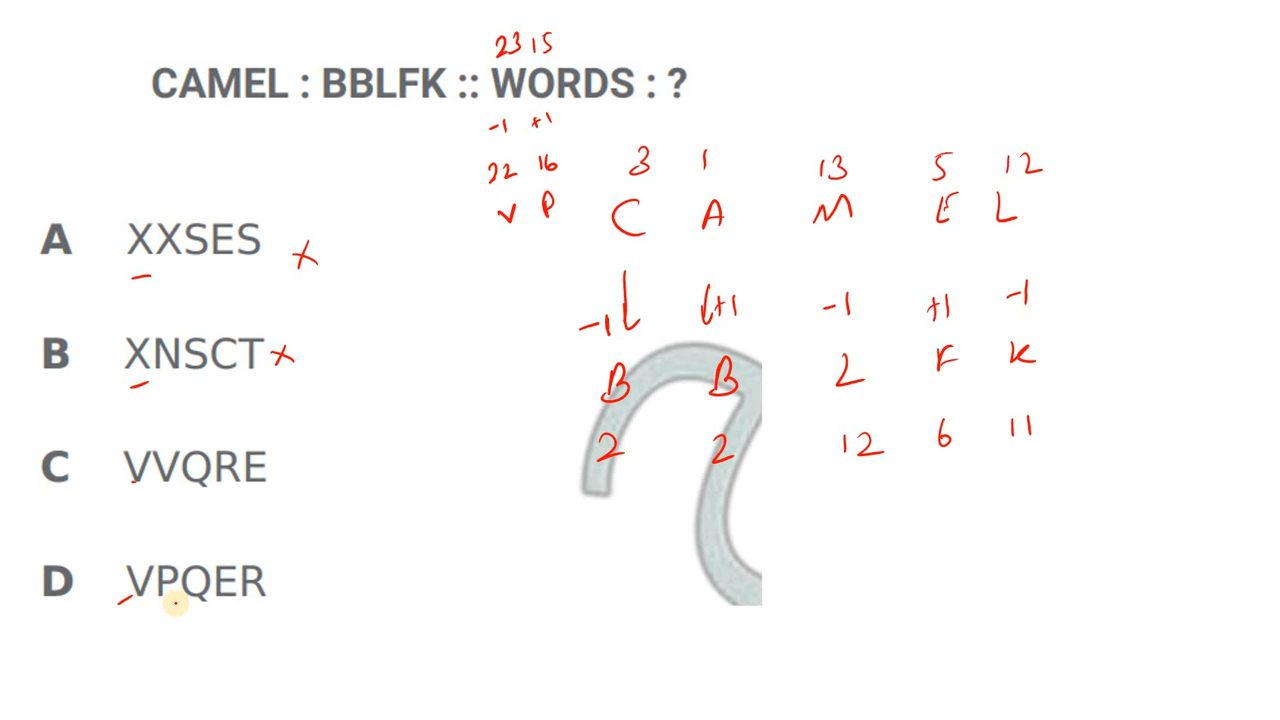 23 15
CAMEL : BBLFK :: WORDS : ?
-1 +1
22 16 3 1 13 5 12
V P C A M E L
A XXSES x
-1 +1 -1 +1 -1
B XNSCT x
B B L F K
2 2 12 6 11
C VVQRE
D VPQER